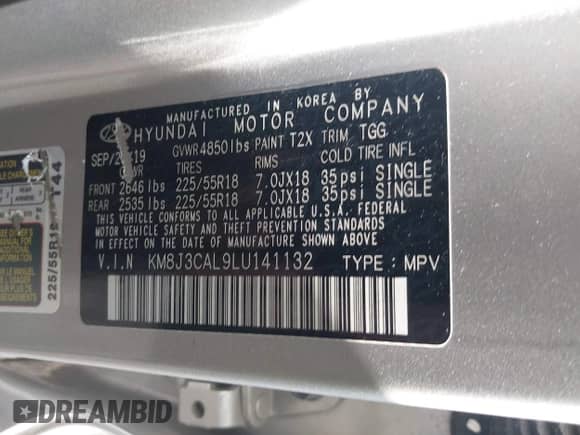 MANUFACTURED IN KOREA BY
HYUNDAI MOTOR COMPANY
GVWR 4850 lbs PAINT T2X TRIM TGG
TIRES RIMS COLD TIRE INFL
FRONT 2646 lbs 225/55R18 7.0JX18 35psi SINGLE
REAR 2535 lbs 225/55R18 7.0JX18 35psi SINGLE
THIS VEHICLE CONFORMS TO ALL APPLICABLE U.S.A. FEDERAL
MOTOR VEHICLE SAFETY AND THEFT PREVENTION STANDARDS
IN EFFECT ON THE DATE OF MANUFACTURE SHOWN ABOVE.
V.I.N KM8J3CAL9LU141132 TYPE : MPV
225/55R18
DREAMBID